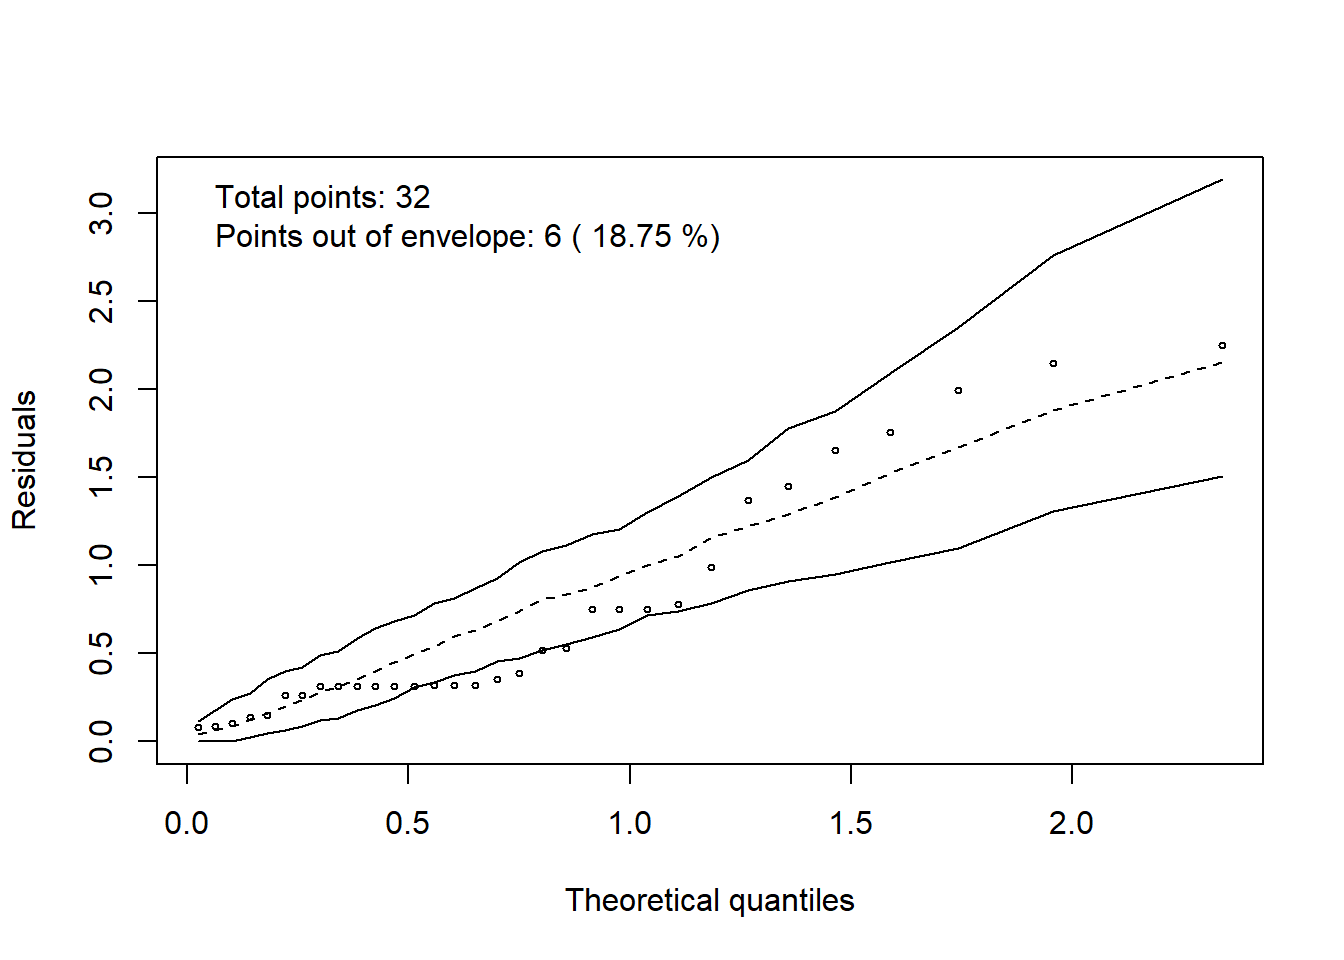 Total points: 32
Points out of envelope: 6 ( 18.75 %)
3.0
2.5
2.0
1.5
1.0
0.5
0.0
Residuals
0.0 0.5 1.0 1.5 2.0
Theoretical quantiles